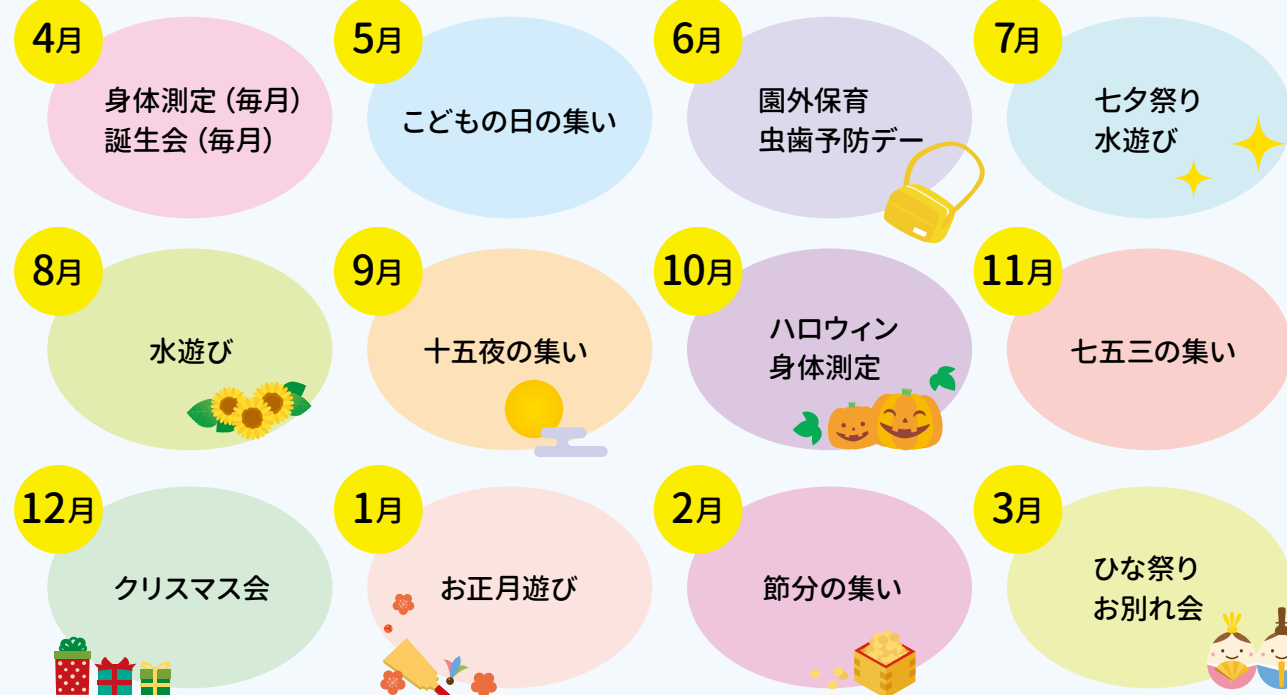 4月
身体測定（毎月）
誕生会（毎月）
5月
こどもの日の集い
6月
園外保育
虫歯予防デー
7月
七夕祭り
水遊び
8月
水遊び
9月
十五夜の集い
10月
ハロウィン
身体測定
11月
七五三の集い
12月
クリスマス会
1月
お正月遊び
2月
節分の集い
3月
ひな祭り
お別れ会